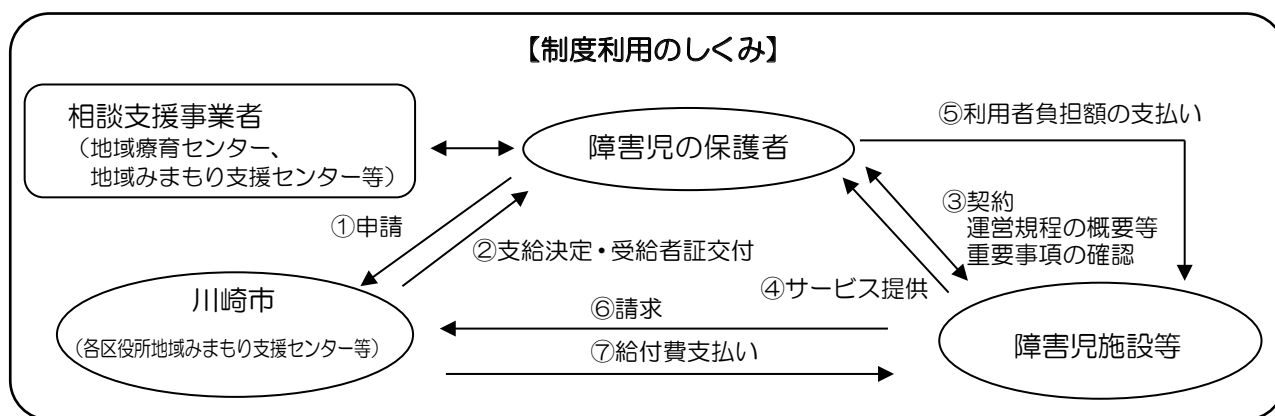 【制度利用のしくみ】
相談支援事業者
（地域療育センター、
地域みまもり支援センター等）
障害児の保護者
⑤利用者負担額の支払い
①申請
②支給決定・受給者証交付
③契約
運営規程の概要等
重要事項の確認
④サービス提供
川崎市
（各区役所地域みまもり支援センター等）
⑥請求
⑦給付費支払い
障害児施設等